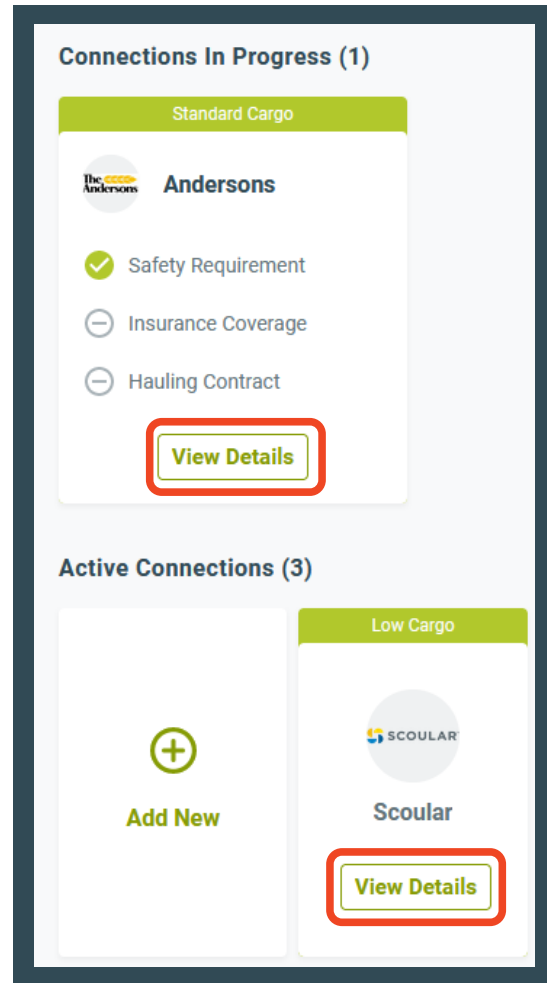 Connections In Progress (1)
Standard Cargo
The
Andersons
Andersons
Safety Requirement
Insurance Coverage
Hauling Contract
View Details
Active Connections (3)
Low Cargo
SCOULAR
Add New
Scoular
View Details